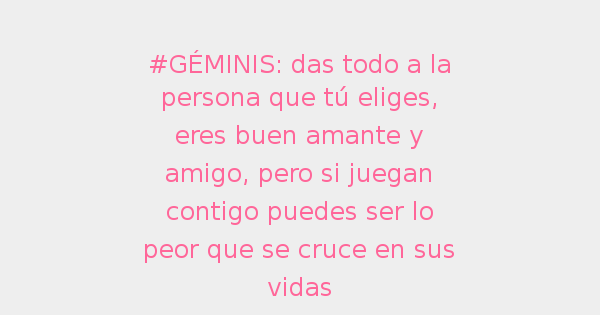 #GÉMINIS: das todo a la
persona que tú eliges,
eres buen amante y
amigo, pero si juegan
contigo puedes ser lo
peor que se cruce en sus
vidas